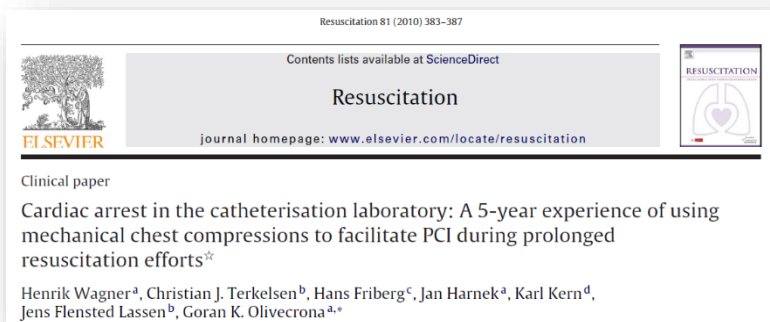 Resuscitation 81 (2010) 383–387
Contents lists available at ScienceDirect
Resuscitation
journal homepage: www.elsevier.com/locate/resuscitation
ELSEVIER
RESUSCITATION
Clinical paper
Cardiac arrest in the catheterisation laboratory: A 5-year experience of using
mechanical chest compressions to facilitate PCI during prolonged
resuscitation efforts☆
Henrik Wagnerᵃ, Christian J. Terkelsenᵇ, Hans Fribergᶜ, Jan Harnekᵃ, Karl Kernᵈ,
Jens Flensted Lassenᵇ, Goran K. Olivecronaᵃ,*